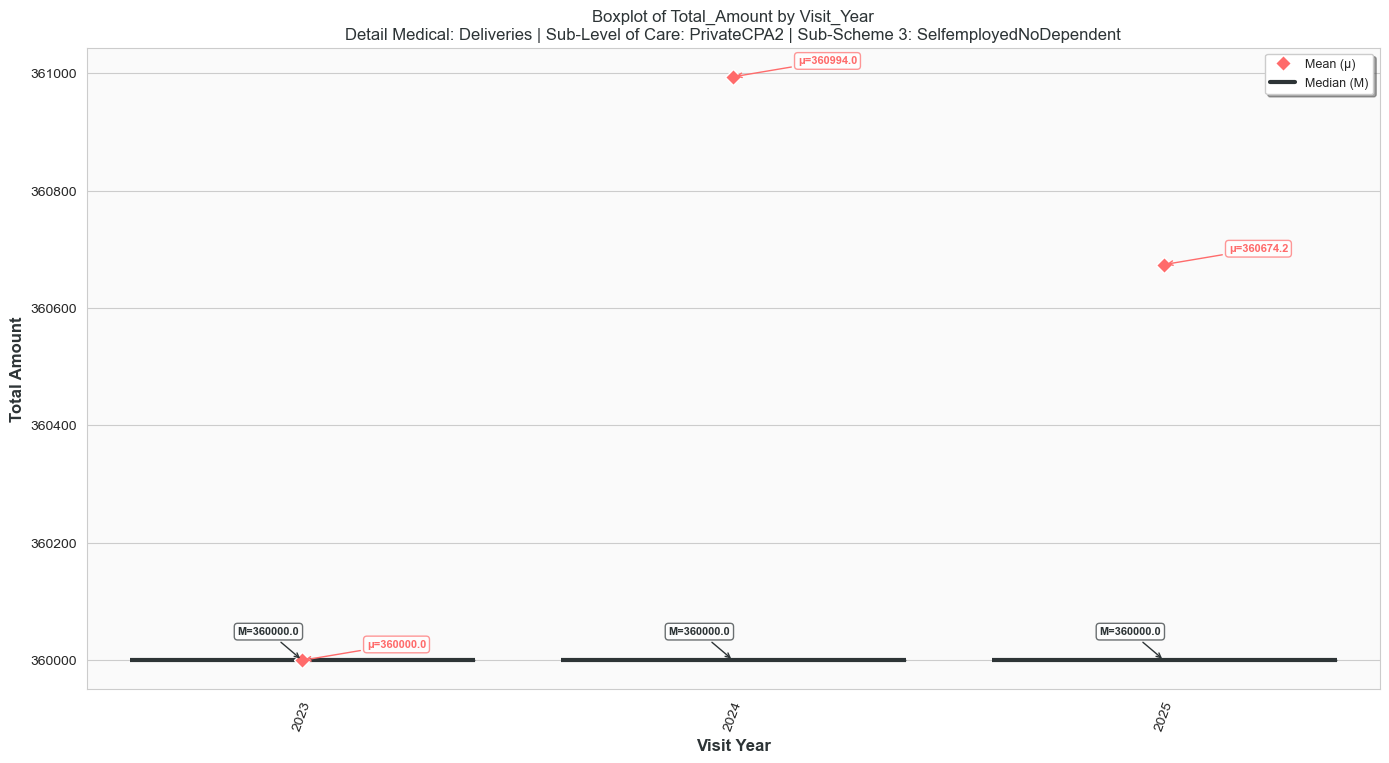 Boxplot of Total_Amount by Visit_Year
Detail Medical: Deliveries | Sub-Level of Care: PrivateCPA2 | Sub-Scheme 3: SelfemployedNoDependent
Mean (μ)
Median (M)
Total Amount
361000
360800
360600
360400
360200
360000
μ=360994.0
μ=360674.2
M=360000.0
μ=360000.0
M=360000.0
M=360000.0
2023
2024
2025
Visit Year